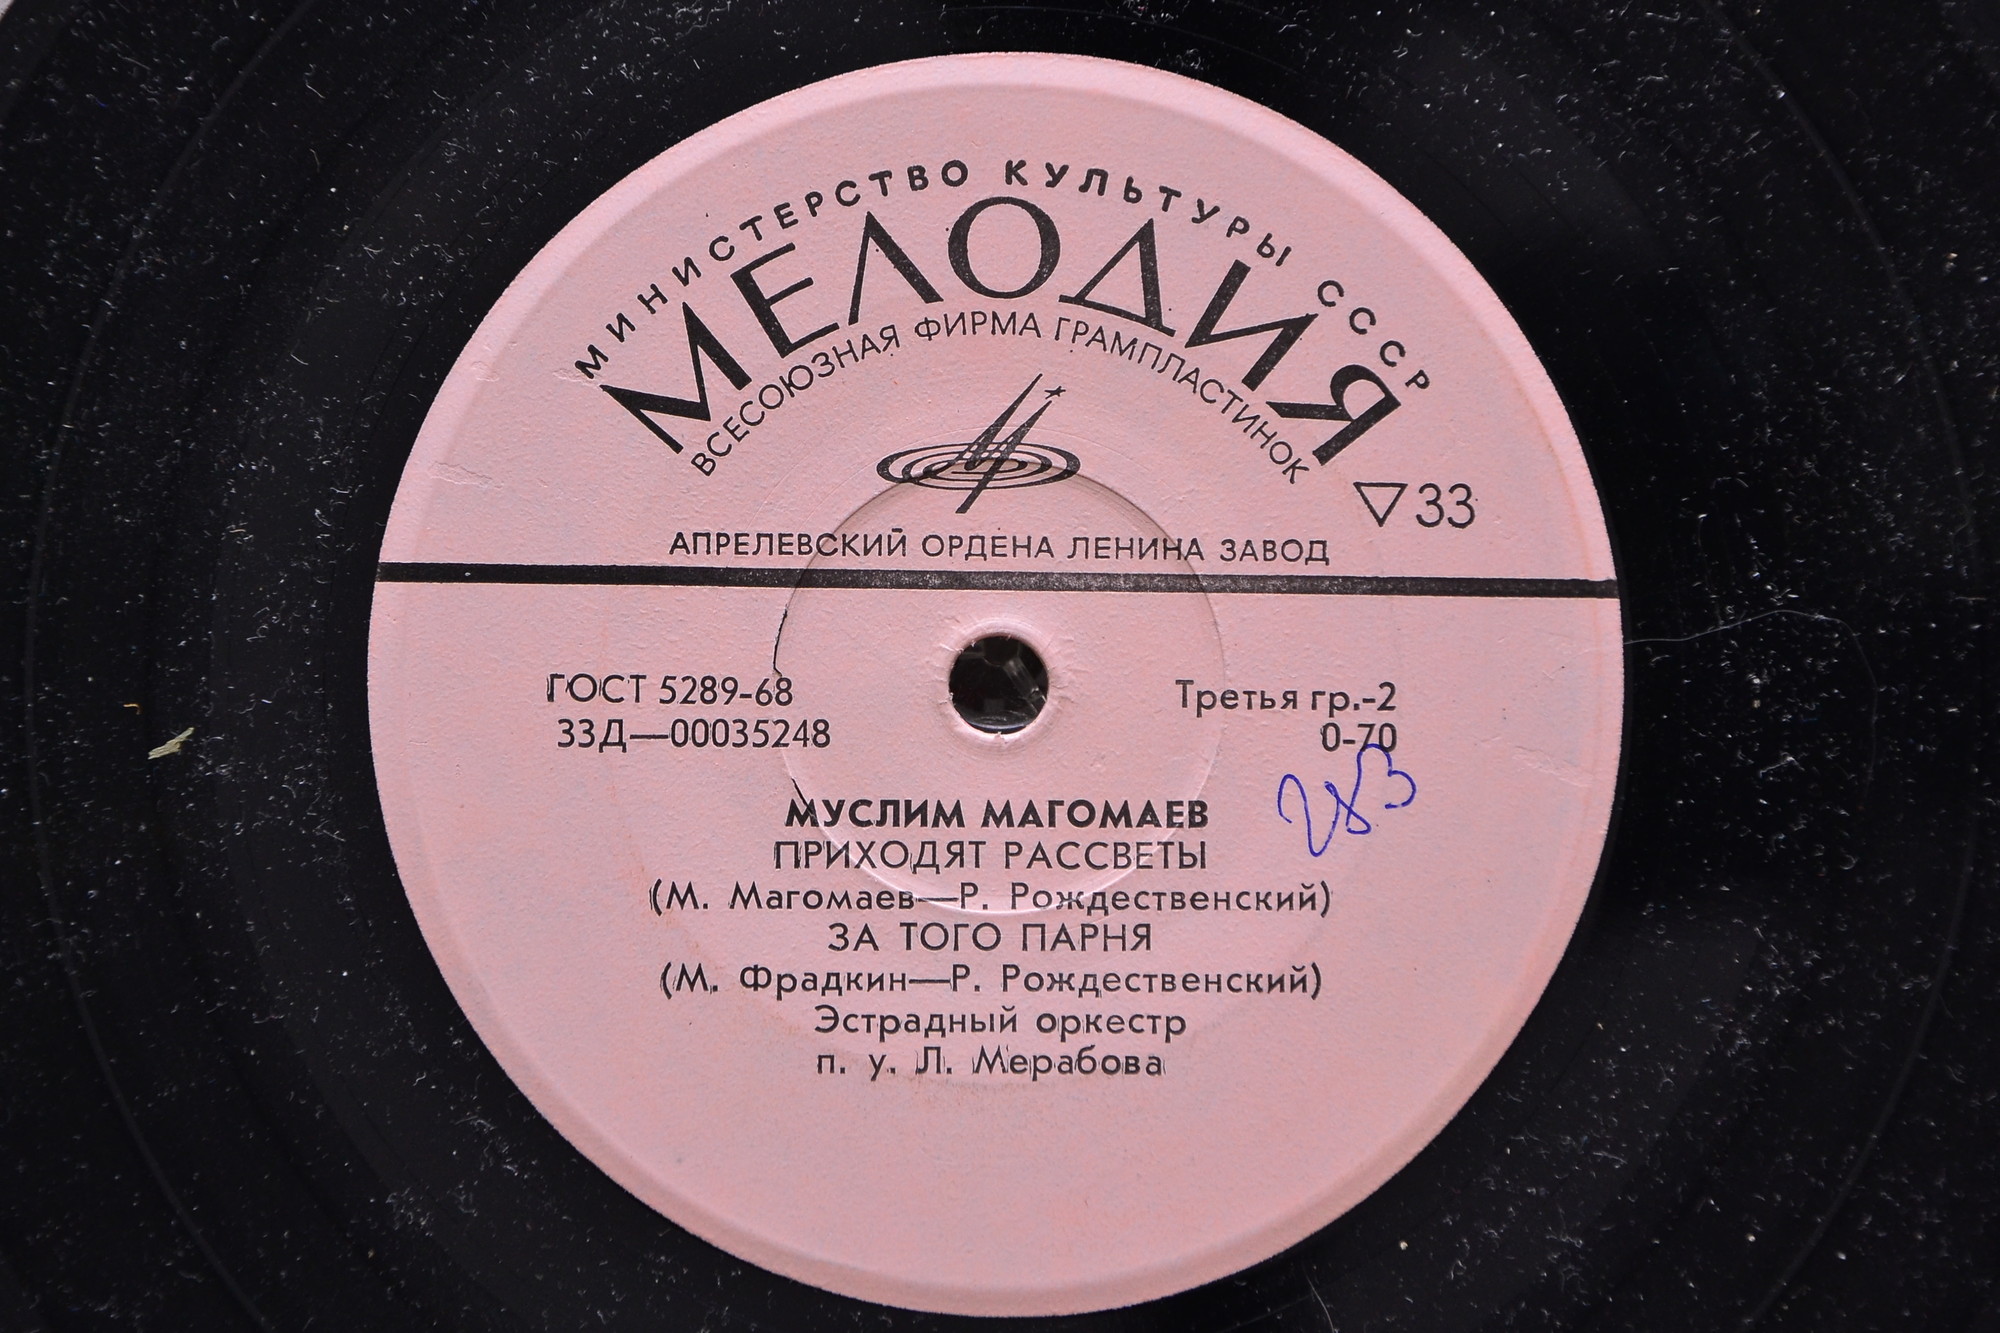 МИНИСТЕРСТВО КУЛЬТУРЫ СССР
МЕЛОДИЯ
ВСЕСОЮЗНАЯ ФИРМА ГРАМПЛАСТИНОК
▽33
АПРЕЛЕВСКИЙ ОРДЕНА ЛЕНИНА ЗАВОД
ГОСТ 5289-68
33Д—00035248
Третья гр.-2
0-70
МУСЛИМ МАГОМАЕВ
ПРИХОДЯТ РАССВЕТЫ
(М. Магомаев—Р. Рождественский)
ЗА ТОГО ПАРНЯ
(М. Фрадкин—Р. Рождественский)
Эстрадный оркестр
п. у. Л. Мерабова